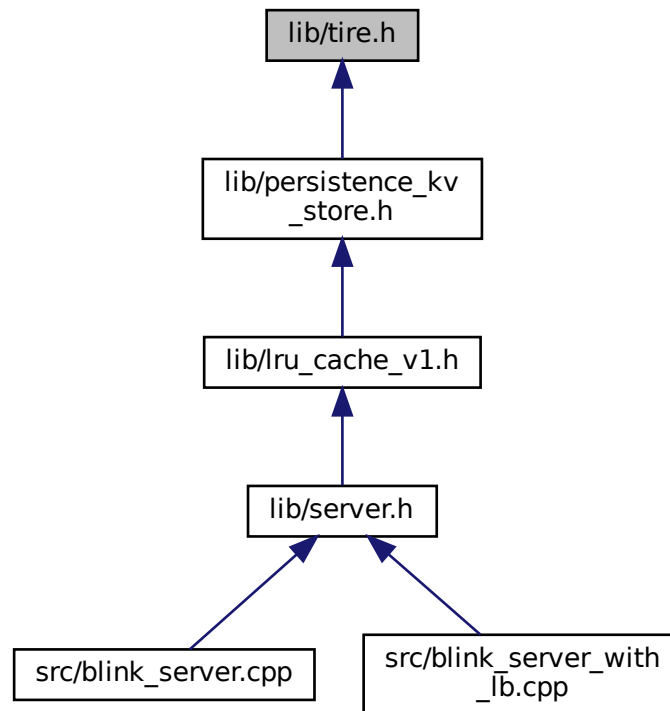 lib/tire.h
lib/persistence_kv
_store.h
lib/lru_cache_v1.h
lib/server.h
src/blink_server.cpp
src/blink_server_with
_lb.cpp